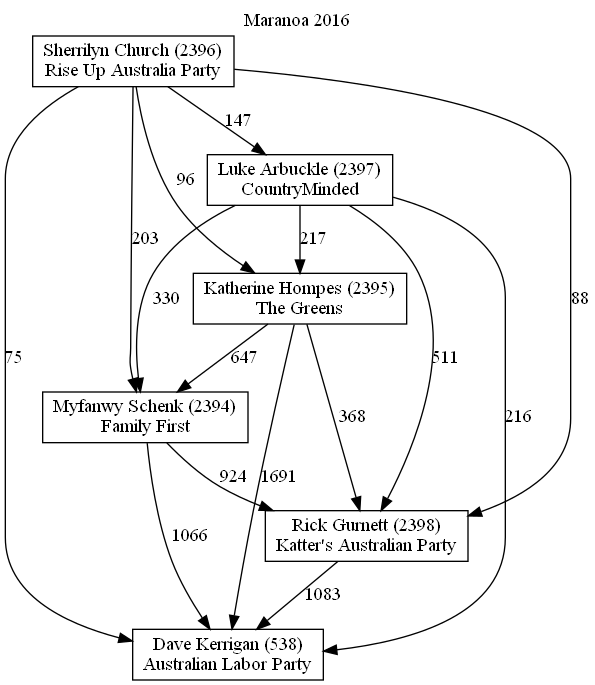 Maranoa 2016
Sherrilyn Church (2396)
Rise Up Australia Party
147
Luke Arbuckle (2397)
CountryMinded
96
203
217
330
88
Katherine Hompes (2395)
The Greens
75
647
511
Myfanwy Schenk (2394)
Family First
368
216
924
1691
1066
Rick Gurnett (2398)
Katter's Australian Party
1083
Dave Kerrigan (538)
Australian Labor Party